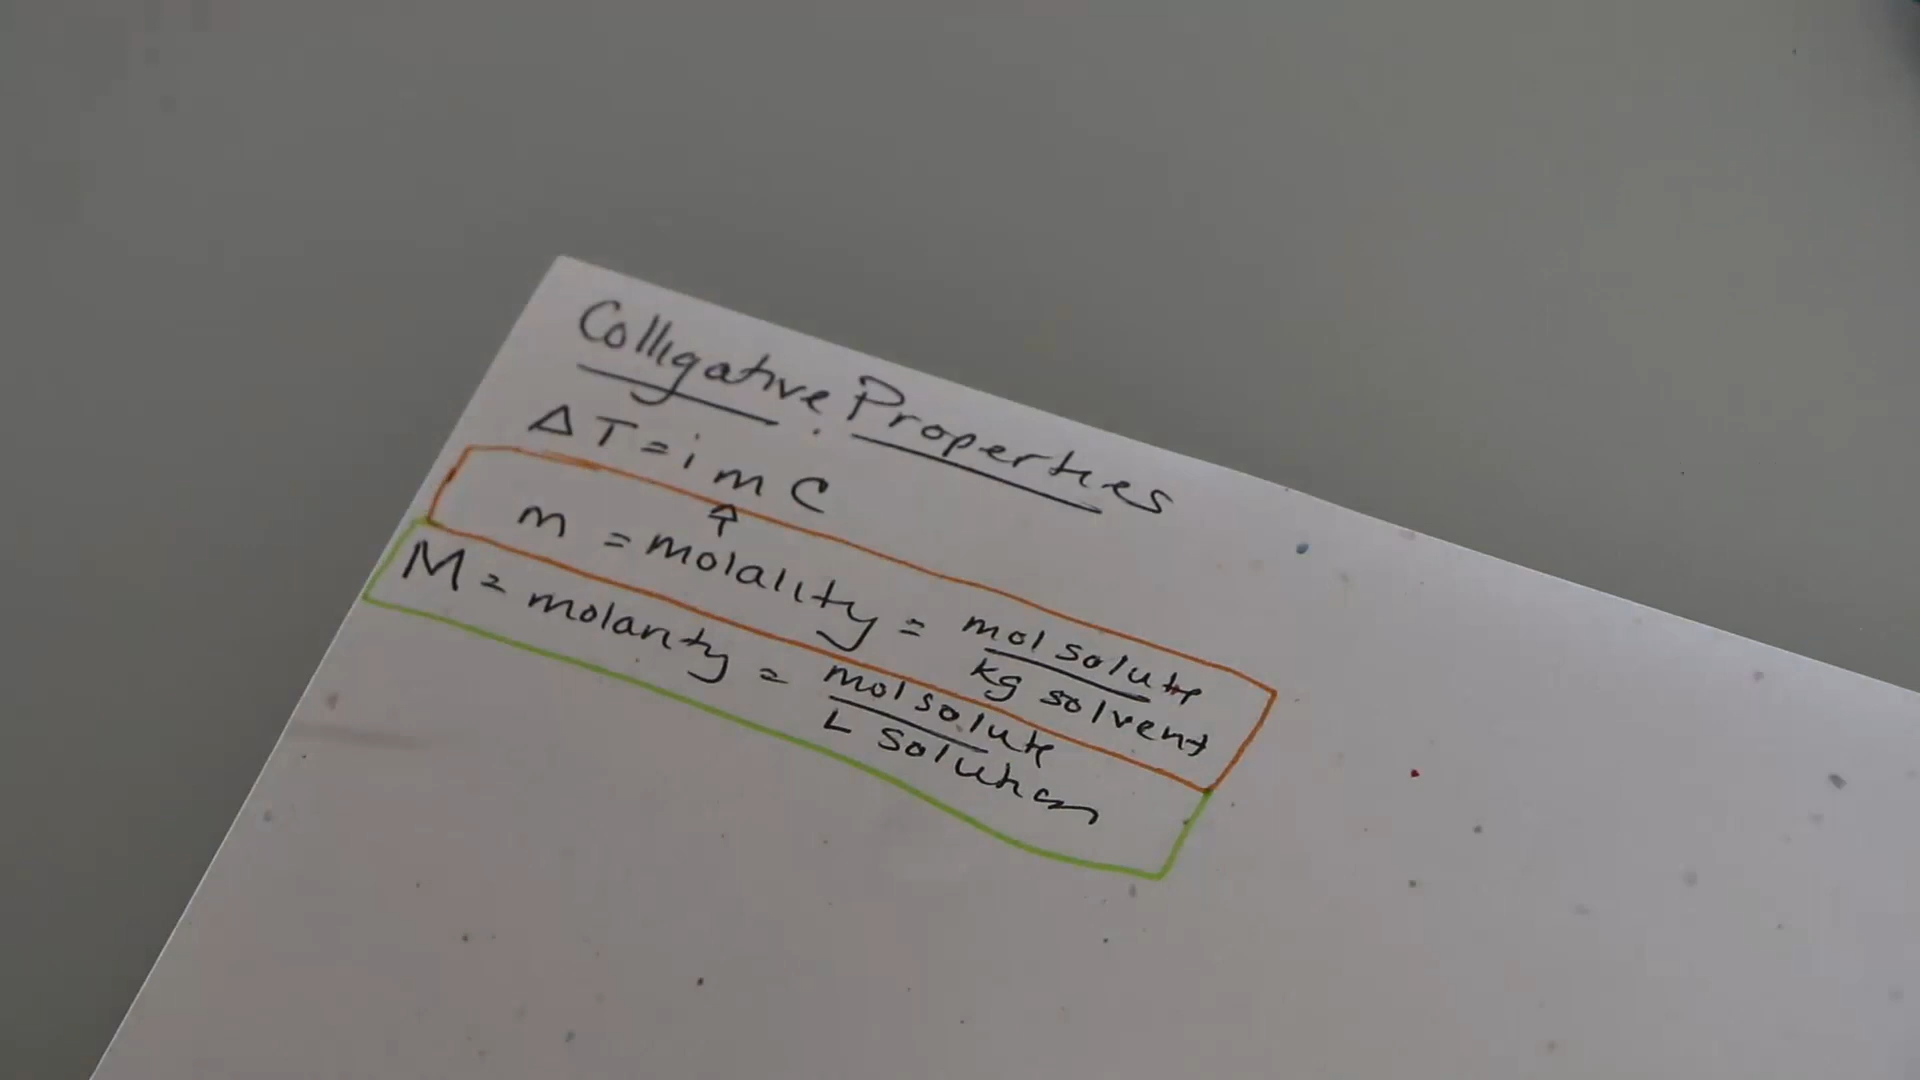 Colligative Properties
ΔT = i m C
↑
m = molality = mol solute / kg solvent
M = molarity = mol solute / L solution